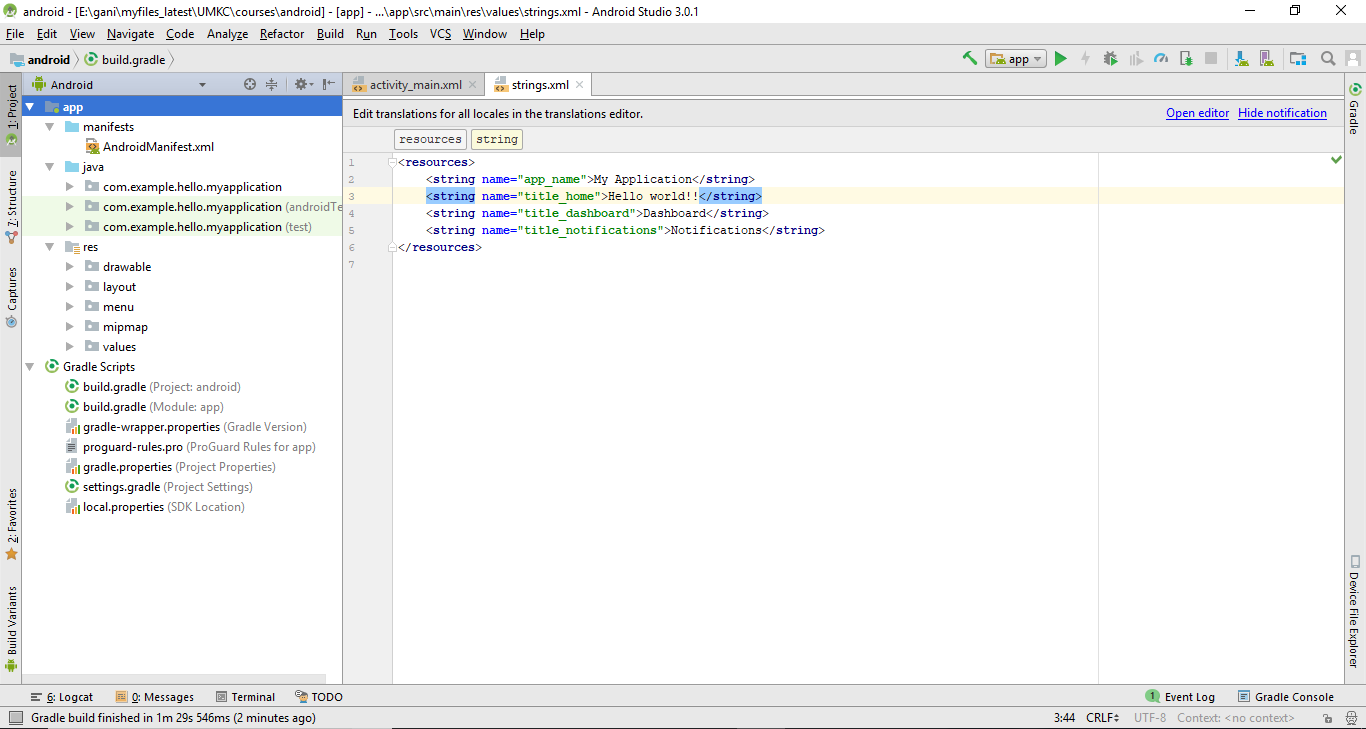 android - [E:\gani\myfiles_latest\UMKC\courses\android] - [app] - ...\app\src\main\res\values\strings.xml - Android Studio 3.0.1
File Edit View Navigate Code Analyze Refactor Build Run Tools VCS Window Help
android build.gradle app
1: Project
7: Structure
Captures
2: Favorites
Build Variants
Android
app
manifests
AndroidManifest.xml
java
com.example.hello.myapplication
com.example.hello.myapplication (androidTe
com.example.hello.myapplication (test)
res
drawable
layout
menu
mipmap
values
Gradle Scripts
build.gradle (Project: android)
build.gradle (Module: app)
gradle-wrapper.properties (Gradle Version)
proguard-rules.pro (ProGuard Rules for app)
gradle.properties (Project Properties)
settings.gradle (Project Settings)
local.properties (SDK Location)
activity_main.xml strings.xml
Edit translations for all locales in the translations editor. Open editor Hide notification
resources string
1 <resources>
2 <string name="app_name">My Application</string>
3 <string name="title_home">Hello world!!</string>
4 <string name="title_dashboard">Dashboard</string>
5 <string name="title_notifications">Notifications</string>
6 </resources>
7
Gradle
Device File Explorer
6: Logcat 0: Messages Terminal TODO 1 Event Log Gradle Console
Gradle build finished in 1m 29s 546ms (2 minutes ago) 3:44 CRLF UTF-8 Context: <no context>